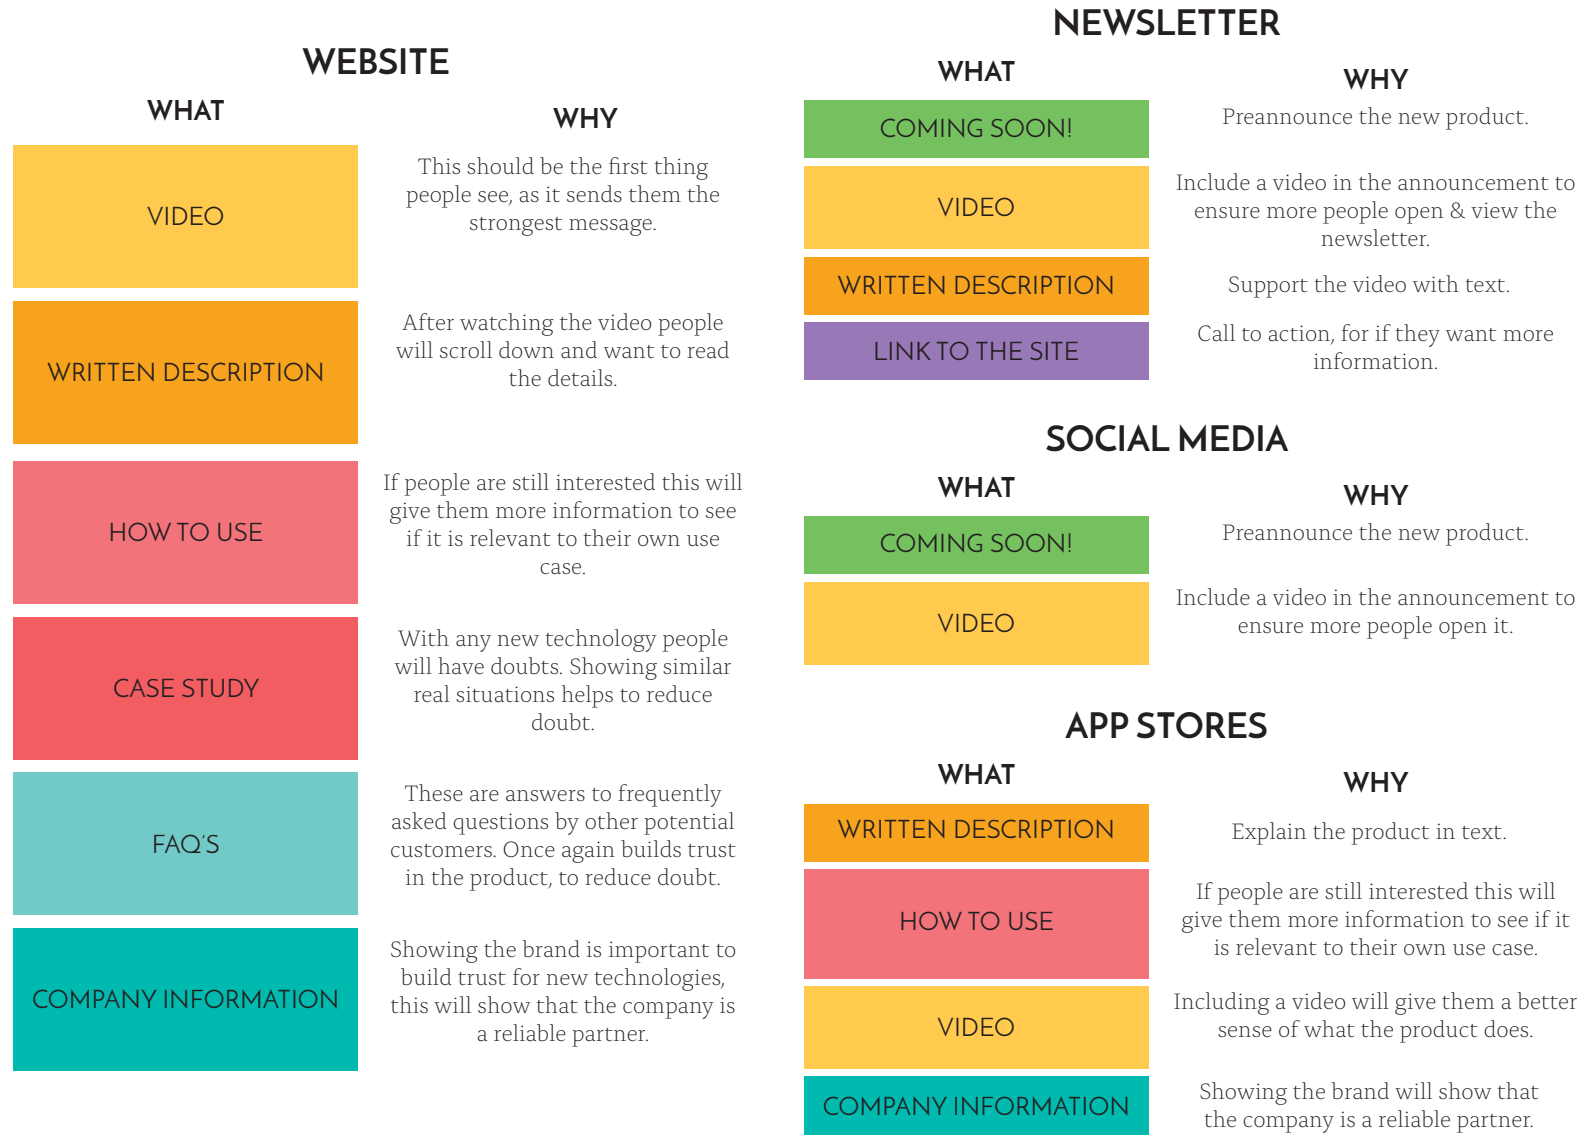 WEBSITE
WHAT
WHY
VIDEO
This should be the first thing
people see, as it sends them the
strongest message.
WRITTEN DESCRIPTION
After watching the video people
will scroll down and want to read
the details.
HOW TO USE
If people are still interested this will
give them more information to see
if it is relevant to their own use
case.
CASE STUDY
With any new technology people
will have doubts. Showing similar
real situations helps to reduce
doubt.
FAQ'S
These are answers to frequently
asked questions by other potential
customers. Once again builds trust
in the product, to reduce doubt.
COMPANY INFORMATION
Showing the brand is important to
build trust for new technologies,
this will show that the company is
a reliable partner.
NEWSLETTER
WHAT
WHY
COMING SOON!
Preannounce the new product.
VIDEO
Include a video in the announcement to
ensure more people open & view the
newsletter.
WRITTEN DESCRIPTION
Support the video with text.
LINK TO THE SITE
Call to action, for if they want more
information.
SOCIAL MEDIA
WHAT
WHY
COMING SOON!
Preannounce the new product.
VIDEO
Include a video in the announcement to
ensure more people open it.
APP STORES
WHAT
WHY
WRITTEN DESCRIPTION
Explain the product in text.
HOW TO USE
If people are still interested this will
give them more information to see if it
is relevant to their own use case.
VIDEO
Including a video will give them a better
sense of what the product does.
COMPANY INFORMATION
Showing the brand will show that
the company is a reliable partner.